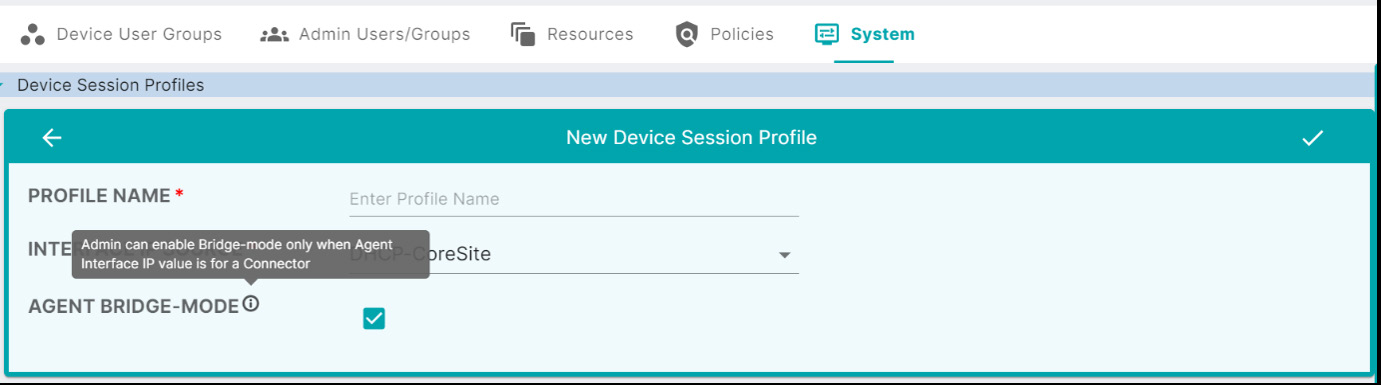 Device User Groups
Admin Users/Groups
Resources
Policies
System
Device Session Profiles
New Device Session Profile
PROFILE NAME *
Enter Profile Name
Admin can enable Bridge-mode only when Agent
Interface IP value is for a Connector
DHCP-CoreSite
AGENT BRIDGE-MODE